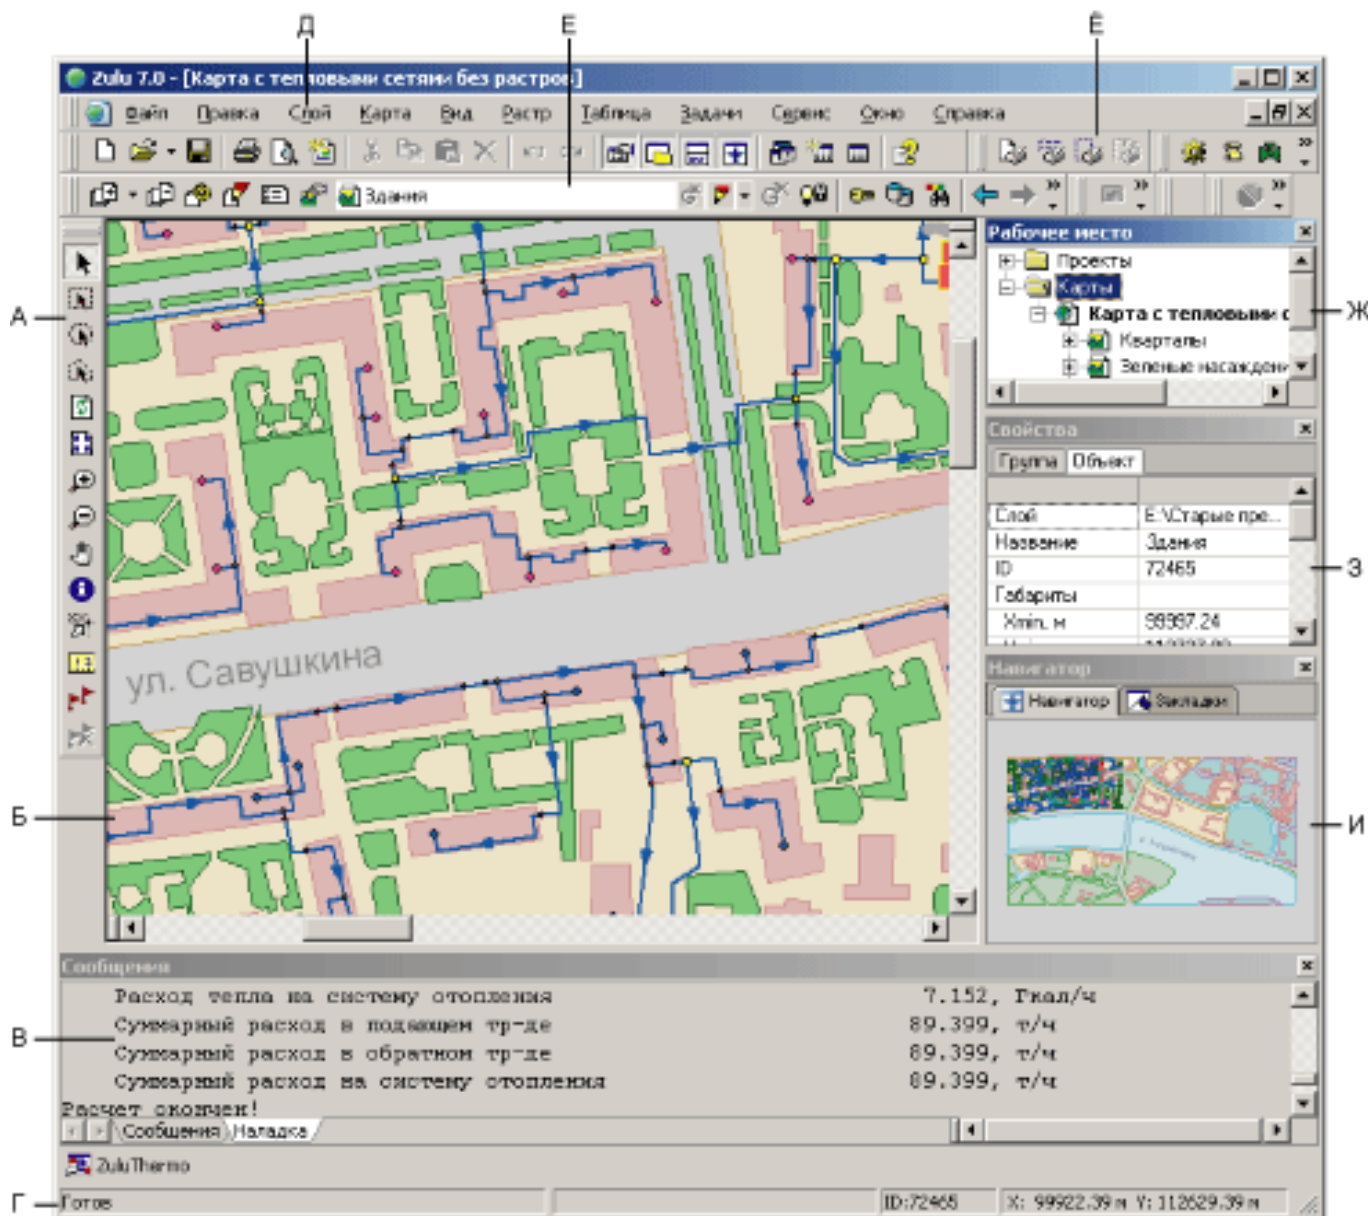 Д Е Ё
Zulu 7.0 - [Карта с тепловыми сетями без растров]
Файл Правка Слой Карта Вид Растр Таблица Задачи Сервис Окно Справка
Здания
А
Рабочее место
Проекты
Карты
Карта с тепловыми с
Кварталы
Зеленые насаждени
Ж
Свойства
Группа Объект
Слой Е:\Старые пре...
Название Здания
ID 72465
Габариты
Xmin, м 99997.24
З
ул. Савушкина
Навигатор
Навигатор Закладки
Б
И
Сообщения
Расход тепла на систему отопления 7.152, Гкал/ч
Суммарный расход в подающем тр-де 89.399, т/ч
В
Суммарный расход в обратном тр-де 89.399, т/ч
Суммарный расход на систему отопления 89.399, т/ч
Расчет окончен!
Сообщения Наладка
ZuluThermo
Г
Готов ID:72465 X: 99922.39 м Y: 112629.39 м